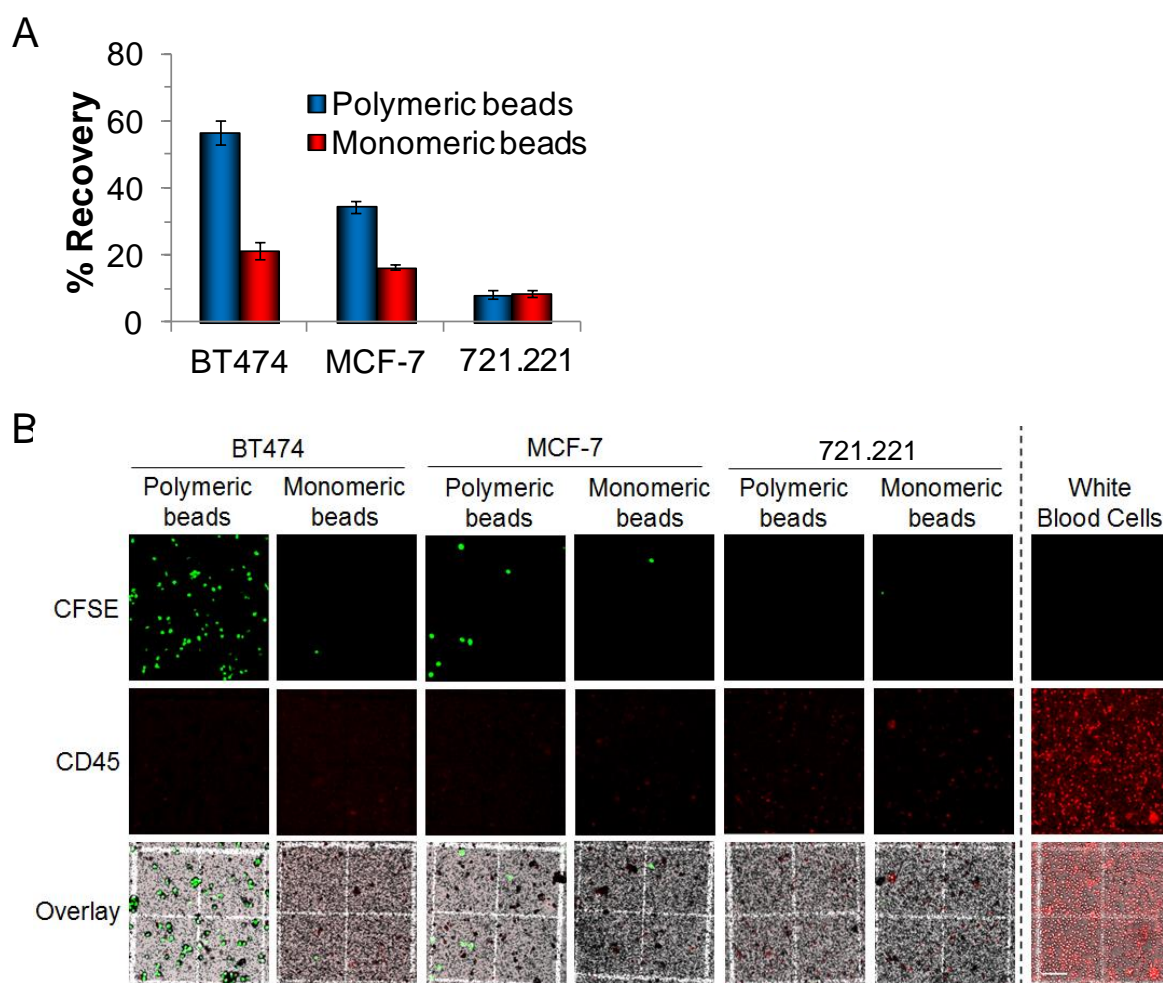 A
80
60
40
20
0
% Recovery
Polymeric beads
Monomeric beads
BT474 MCF-7 721.221
B
BT474 MCF-7 721.221
Polymeric beads Monomeric beads Polymeric beads Monomeric beads Polymeric beads Monomeric beads White Blood Cells
CFSE
CD45
Overlay